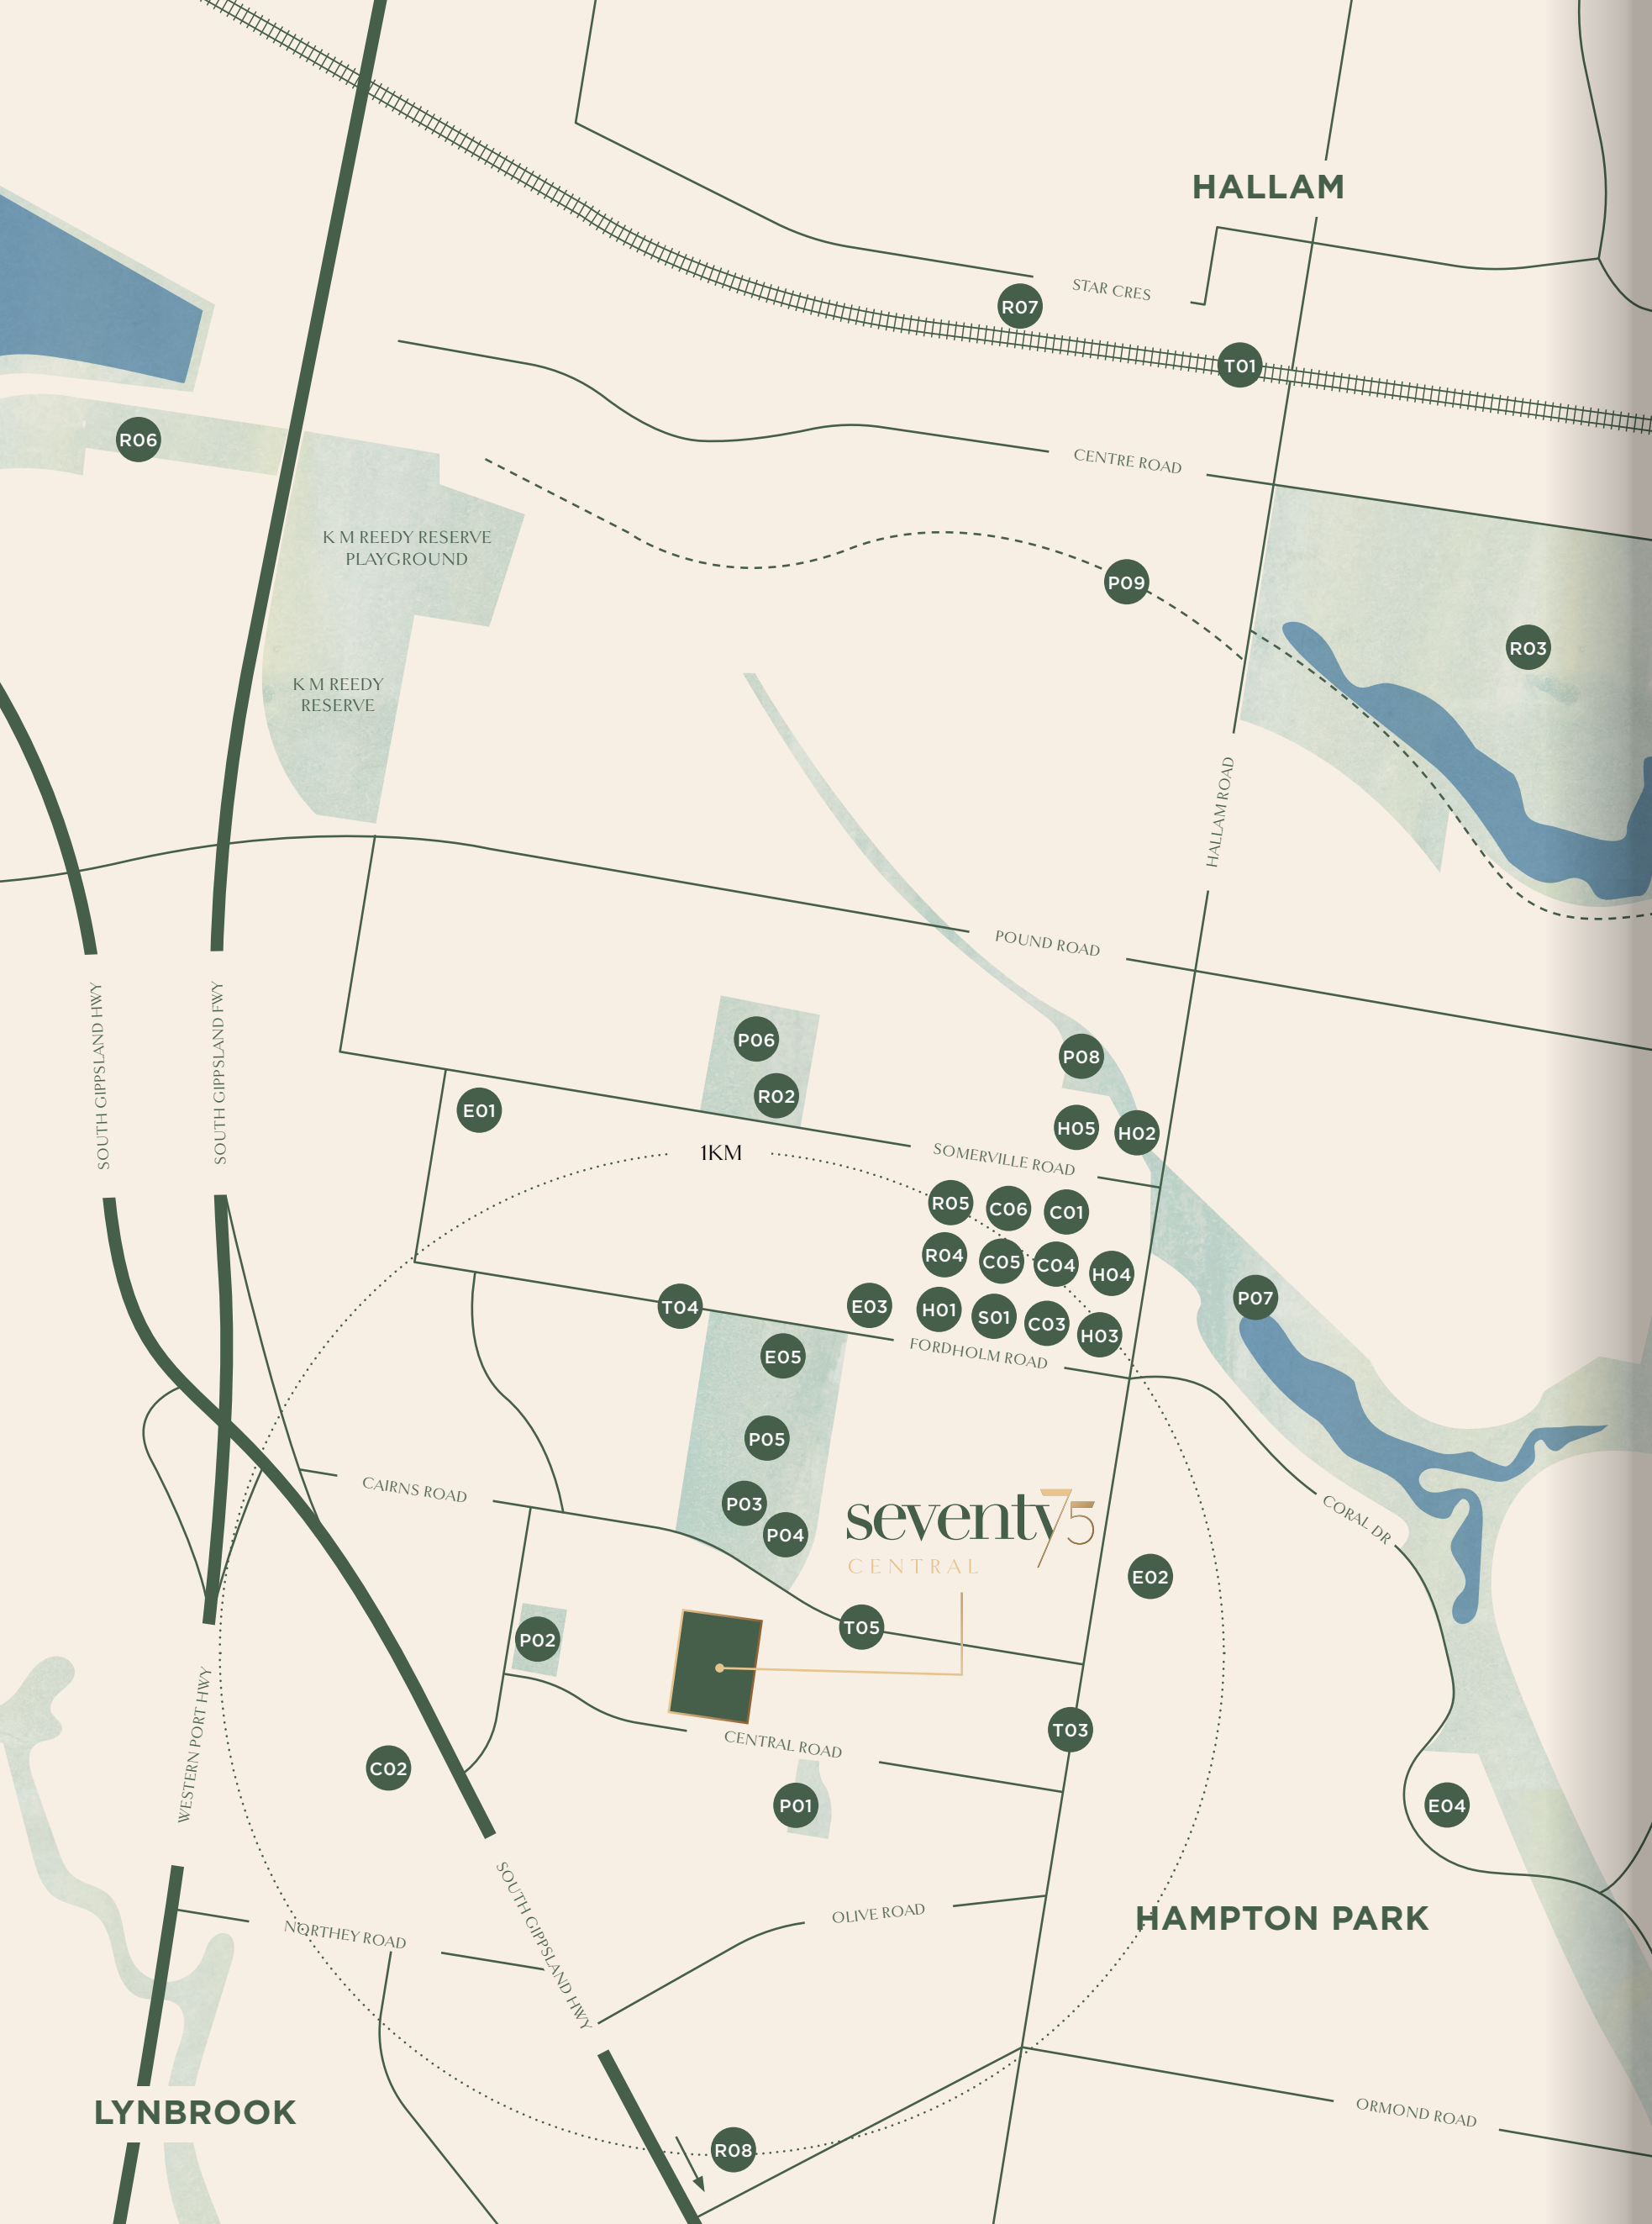 HALLAM
STAR CRES
R07
T01
R06
CENTRE ROAD
K M REEDY RESERVE
PLAYGROUND
P09
R03
K M REEDY
RESERVE
HALLAM ROAD
POUND ROAD
SOUTH GIPPSLAND HWY
SOUTH GIPPSLAND FWY
P06
P08
R02
E01
H05
H02
1KM
SOMERVILLE ROAD
R05
C06
C01
R04
C05
C04
H04
P07
T04
E03
H01
S01
C03
H03
FORDHOLM ROAD
E05
P05
CAIRNS ROAD
P03
P04
seventy75
CENTRAL
CORAL DR
E02
T05
P02
WESTERN PORT HWY
T03
CENTRAL ROAD
C02
P01
E04
SOUTH GIPPSLAND HWY
OLIVE ROAD
HAMPTON PARK
NORTHEY ROAD
LYNBROOK
ORMOND ROAD
R08